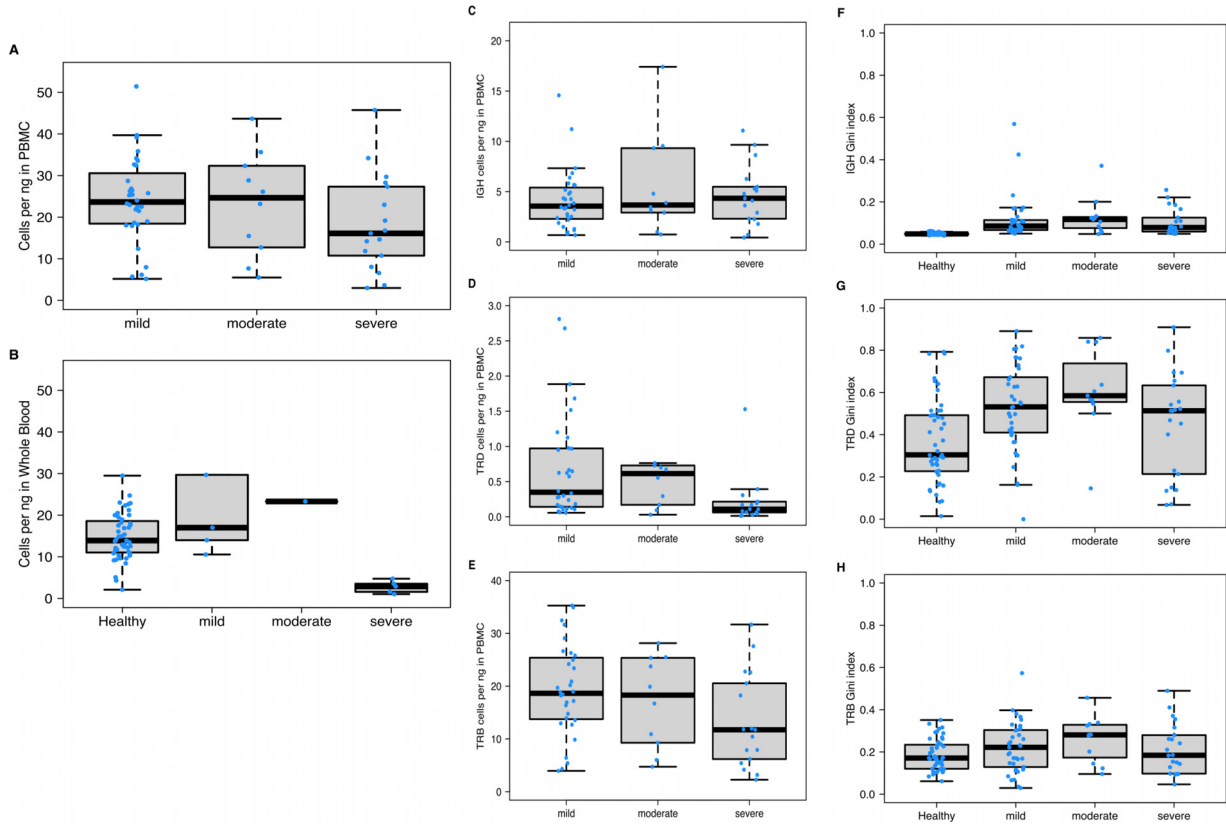 A
Cells per ng in PBMC
50
40
30
20
10
0
mild moderate severe
B
Cells per ng in Whole Blood
50
40
30
20
10
0
Healthy mild moderate severe
C
IGH cells per ng in PBMC
20
15
10
5
0
mild moderate severe
D
TRD cells per ng in PBMC
3.0
2.5
2.0
1.5
1.0
0.5
0.0
mild moderate severe
E
TRB cells per ng in PBMC
40
30
20
10
0
mild moderate severe
F
IGH Gini index
1.0
0.8
0.6
0.4
0.2
0.0
Healthy mild moderate severe
G
TRD Gini index
1.0
0.8
0.6
0.4
0.2
0.0
Healthy mild moderate severe
H
TRB Gini index
1.0
0.8
0.6
0.4
0.2
0.0
Healthy mild moderate severe